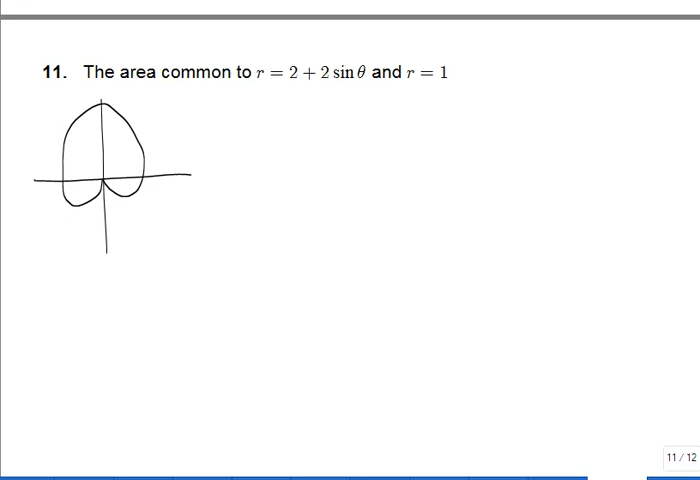 11. The area common to r = 2 + 2 sin θ and r = 1
11 / 12